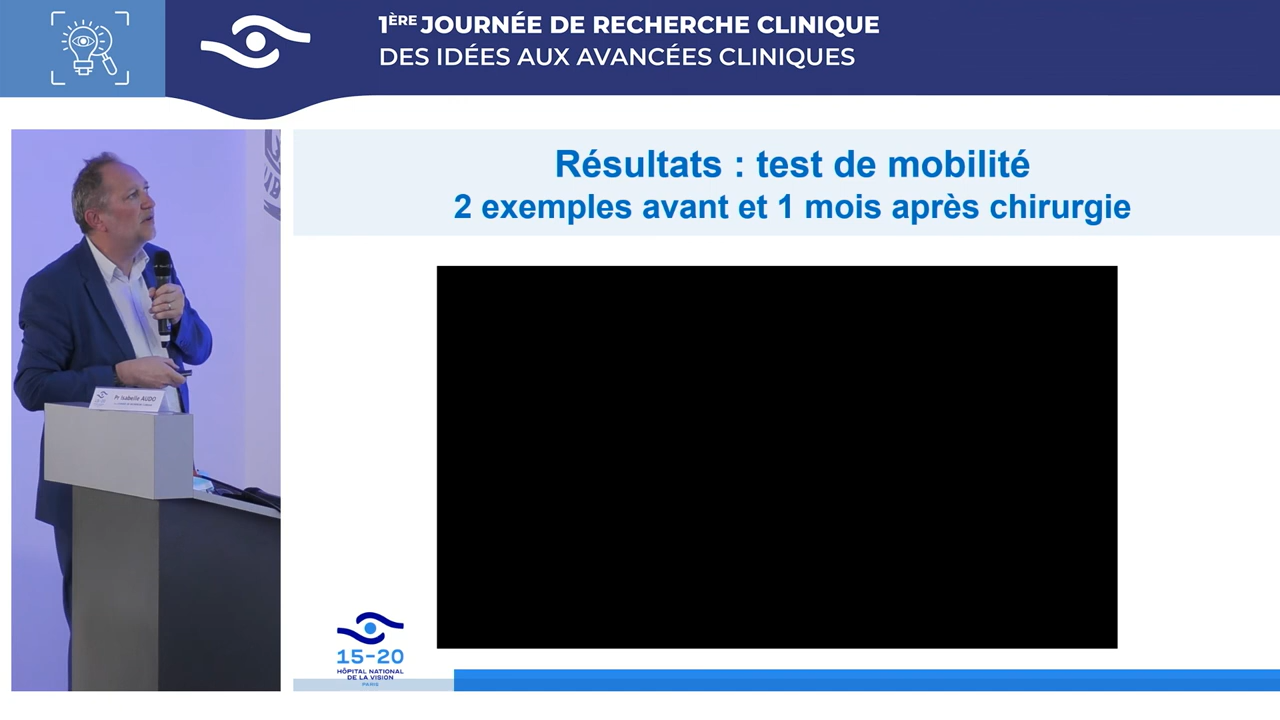 1ÈRE JOURNÉE DE RECHERCHE CLINIQUE
DES IDÉES AUX AVANCÉES CLINIQUES
Résultats : test de mobilité
2 exemples avant et 1 mois après chirurgie
Pr Isabelle AUDO
15-20
HÔPITAL NATIONAL
DE LA VISION
PARIS